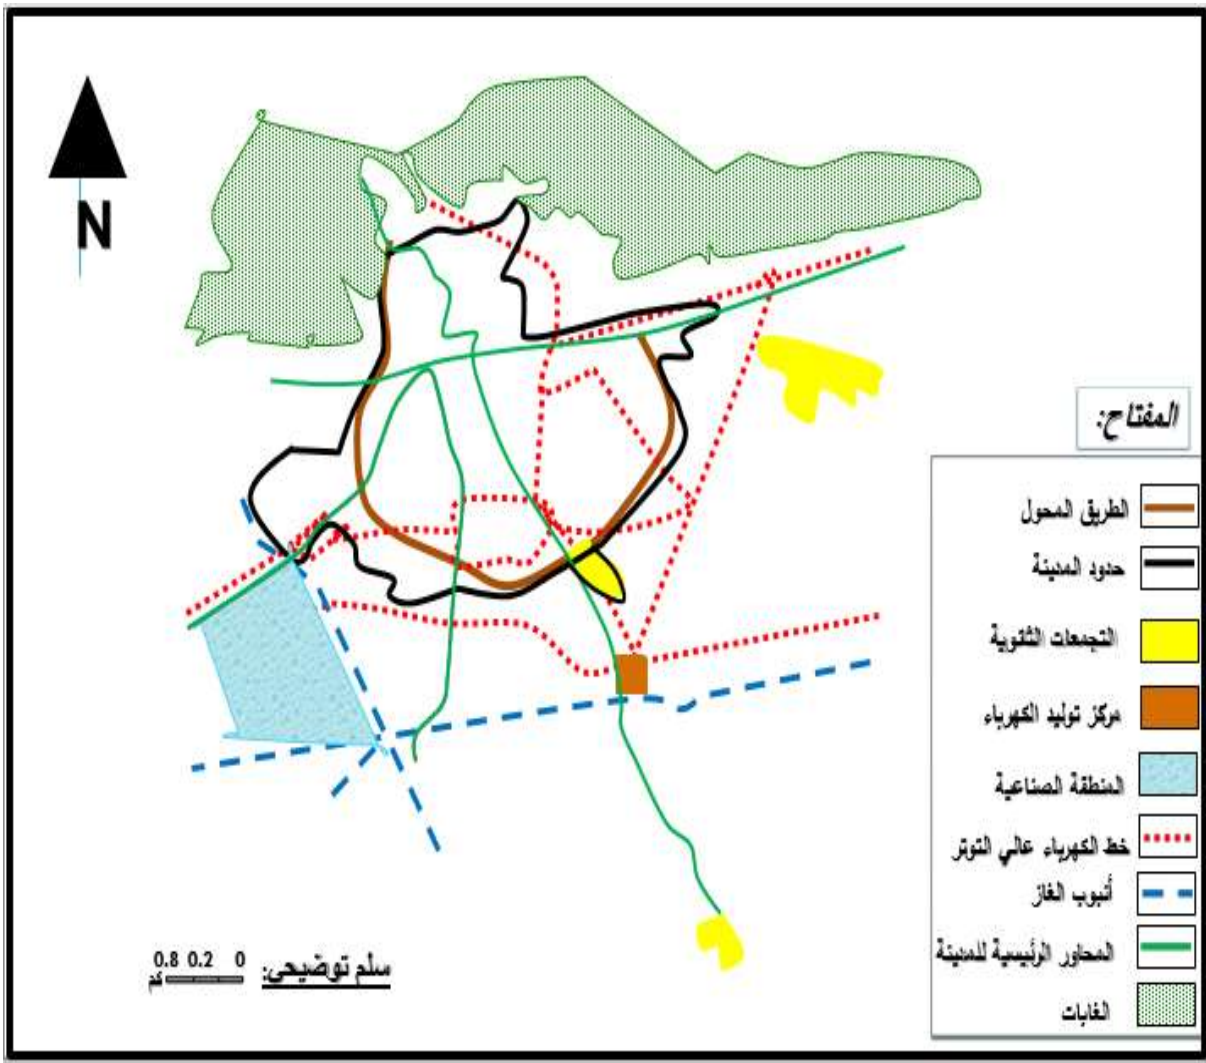 N
المفتاح:
الطريق المحول
حدود المدينة
التجمعات الثانوية
مركز توليد الكهرباء
المنطقة الصناعية
خط الكهرباء عالي التوتر
أنبوب الغاز
المحاور الرئيسية للمدينة
الغابات
سلم توضيحي:
0.8 0.2 0
كم